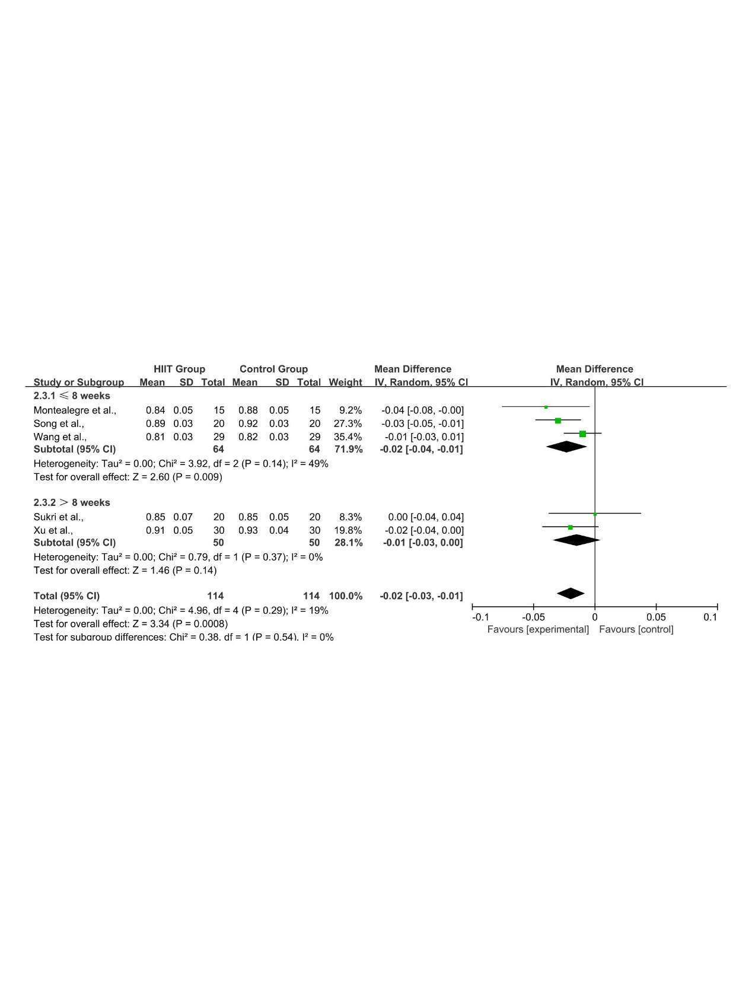 HIIT Group Control Group Mean Difference Mean Difference
Study or Subgroup Mean SD Total Mean SD Total Weight IV, Random, 95% CI IV, Random, 95% CI
2.3.1 ⩽ 8 weeks
Montealegre et al., 0.84 0.05 15 0.88 0.05 15 9.2% -0.04 [-0.08, -0.00]
Song et al., 0.89 0.03 20 0.92 0.03 20 27.3% -0.03 [-0.05, -0.01]
Wang et al., 0.81 0.03 29 0.82 0.03 29 35.4% -0.01 [-0.03, 0.01]
Subtotal (95% CI) 64 64 71.9% -0.02 [-0.04, -0.01]
Heterogeneity: Tau² = 0.00; Chi² = 3.92, df = 2 (P = 0.14); I² = 49%
Test for overall effect: Z = 2.60 (P = 0.009)
2.3.2 > 8 weeks
Sukri et al., 0.85 0.07 20 0.85 0.05 20 8.3% 0.00 [-0.04, 0.04]
Xu et al., 0.91 0.05 30 0.93 0.04 30 19.8% -0.02 [-0.04, 0.00]
Subtotal (95% CI) 50 50 28.1% -0.01 [-0.03, 0.00]
Heterogeneity: Tau² = 0.00; Chi² = 0.79, df = 1 (P = 0.37); I² = 0%
Test for overall effect: Z = 1.46 (P = 0.14)
Total (95% CI) 114 114 100.0% -0.02 [-0.03, -0.01]
Heterogeneity: Tau² = 0.00; Chi² = 4.96, df = 4 (P = 0.29); I² = 19%
Test for overall effect: Z = 3.34 (P = 0.0008)
Test for subgroup differences: Chi² = 0.38, df = 1 (P = 0.54), I² = 0%
-0.1 -0.05 0 0.05 0.1
Favours [experimental] Favours [control]